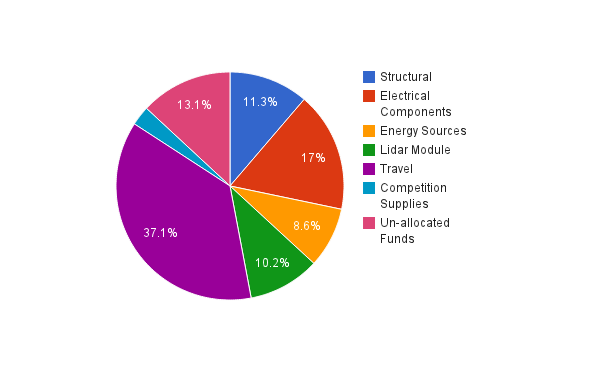 11.3%
17%
8.6%
10.2%
37.1%
13.1%
Structural
Electrical
Components
Energy Sources
Lidar Module
Travel
Competition
Supplies
Un-allocated
Funds